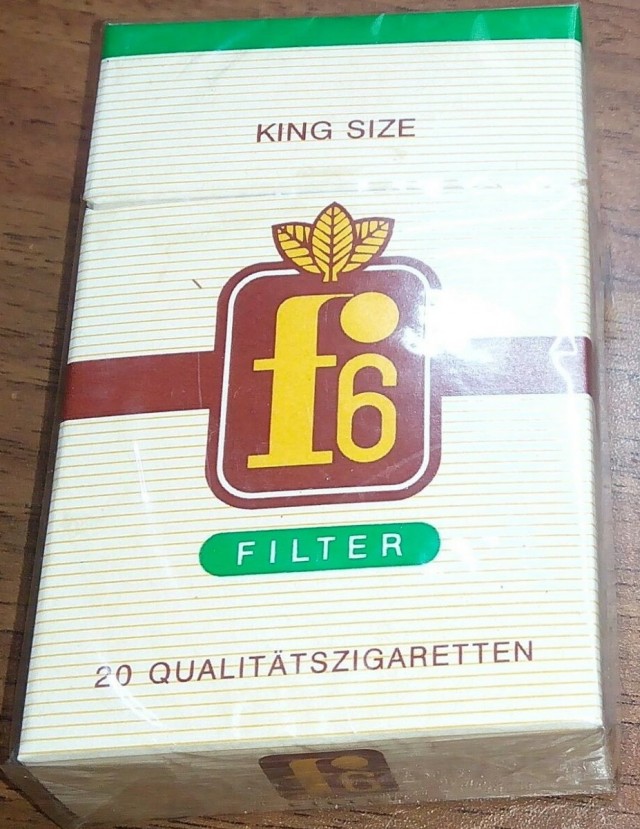 KING SIZE
f6
FILTER
20 QUALITÄTSZIGARETTEN
f6